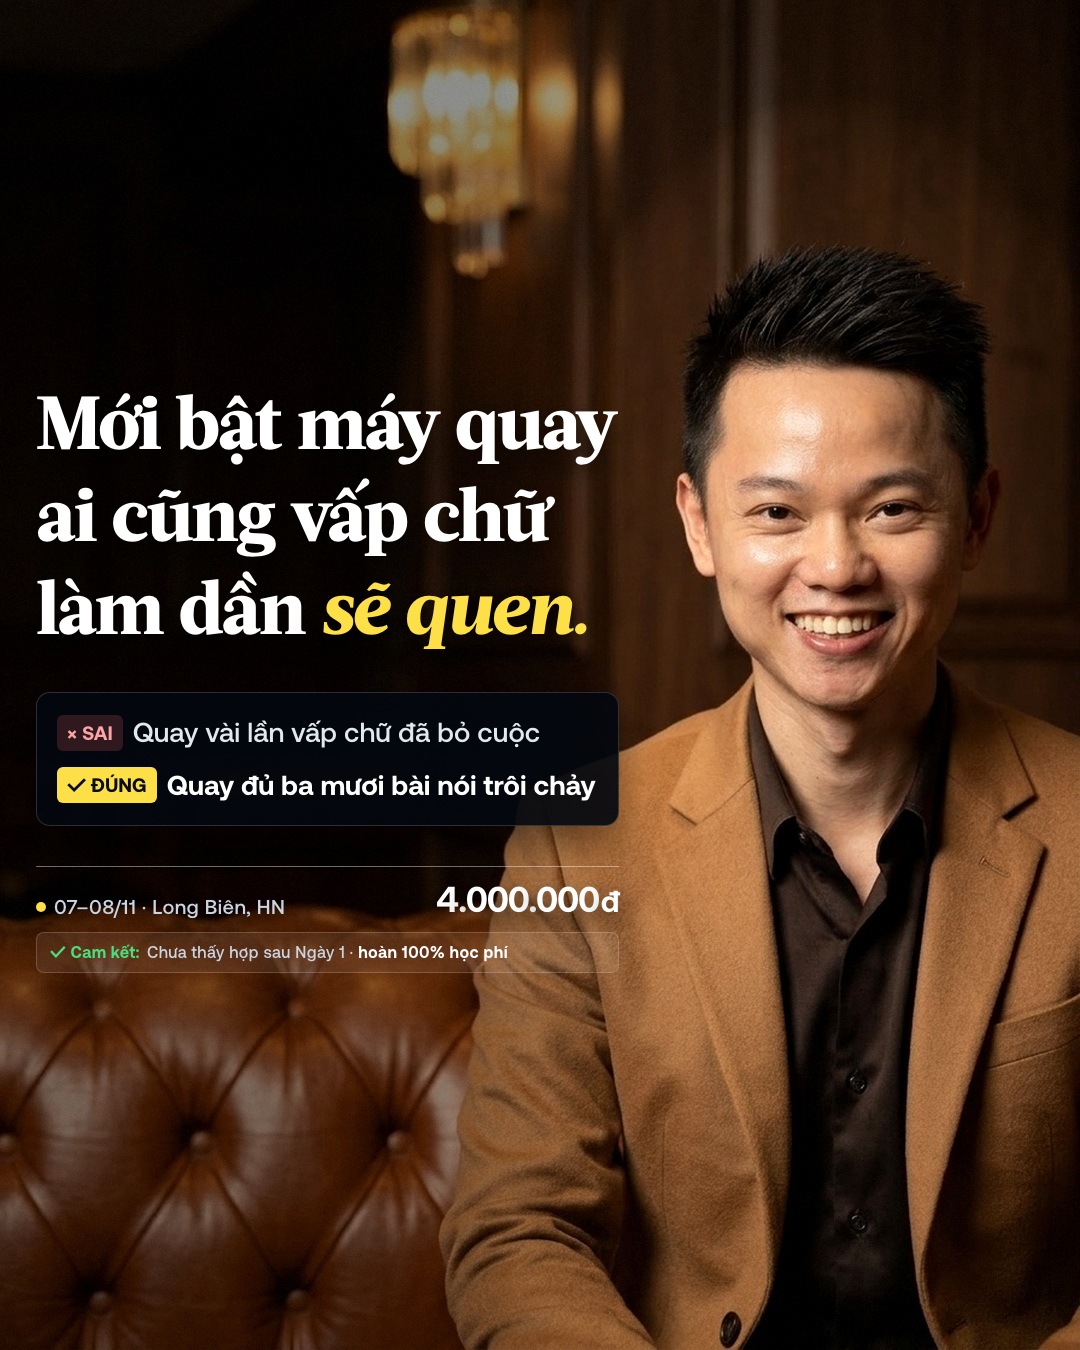 Mới bật máy quay
ai cũng vấp chữ
làm dần sẽ quen.
× SAI Quay vài lần vấp chữ đã bỏ cuộc
✓ ĐÚNG Quay đủ ba mươi bài nói trôi chảy
07–08/11 · Long Biên, HN
4.000.000đ
✓ Cam kết: Chưa thấy hợp sau Ngày 1 · hoàn 100% học phí